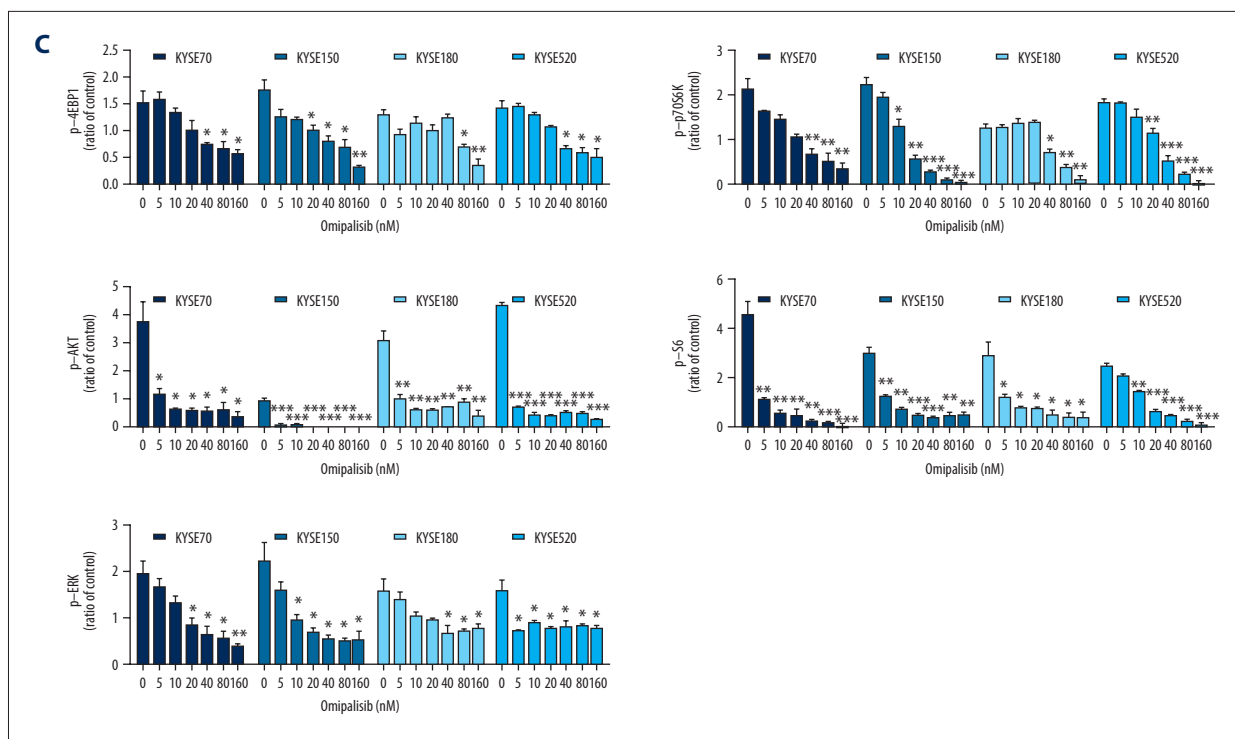 C
KYSE70 KYSE150 KYSE180 KYSE520
p–4EBP1
(ratio of control)
2.5
2.0
1.5
1.0
0.5
0.0
* * * * * * ** * ** * * *
0 5 10 20 40 80 160 0 5 10 20 40 80 160 0 5 10 20 40 80 160 0 5 10 20 40 80 160
Omipalisib (nM)
KYSE70 KYSE150 KYSE180 KYSE520
p–p70S6K
(ratio of control)
3
2
1
0
** ** ** * ** *** *** *** * ** ** ** *** *** ***
0 5 10 20 40 80 160 0 5 10 20 40 80 160 0 5 10 20 40 80 160 0 5 10 20 40 80 160
Omipalisib (nM)
KYSE70 KYSE150 KYSE180 KYSE520
p–AKT
(ratio of control)
5
4
3
2
1
0
* * * * * * *** *** *** *** *** *** ** ** ** ** * *** *** *** *** *** ***
0 5 10 20 40 80 160 0 5 10 20 40 80 160 0 5 10 20 40 80 160 0 5 10 20 40 80 160
Omipalisib (nM)
KYSE70 KYSE150 KYSE180 KYSE520
p–S6
(ratio of control)
6
4
2
0
** ** ** ** *** *** ** ** *** *** ** ** * * * * * * ** *** *** *** ***
0 5 10 20 40 80 160 0 5 10 20 40 80 160 0 5 10 20 40 80 160 0 5 10 20 40 80 160
Omipalisib (nM)
KYSE70 KYSE150 KYSE180 KYSE520
p–ERK
(ratio of control)
3
2
1
0
* * * ** * * * * * * * * * * * * * *
0 5 10 20 40 80 160 0 5 10 20 40 80 160 0 5 10 20 40 80 160 0 5 10 20 40 80 160
Omipalisib (nM)